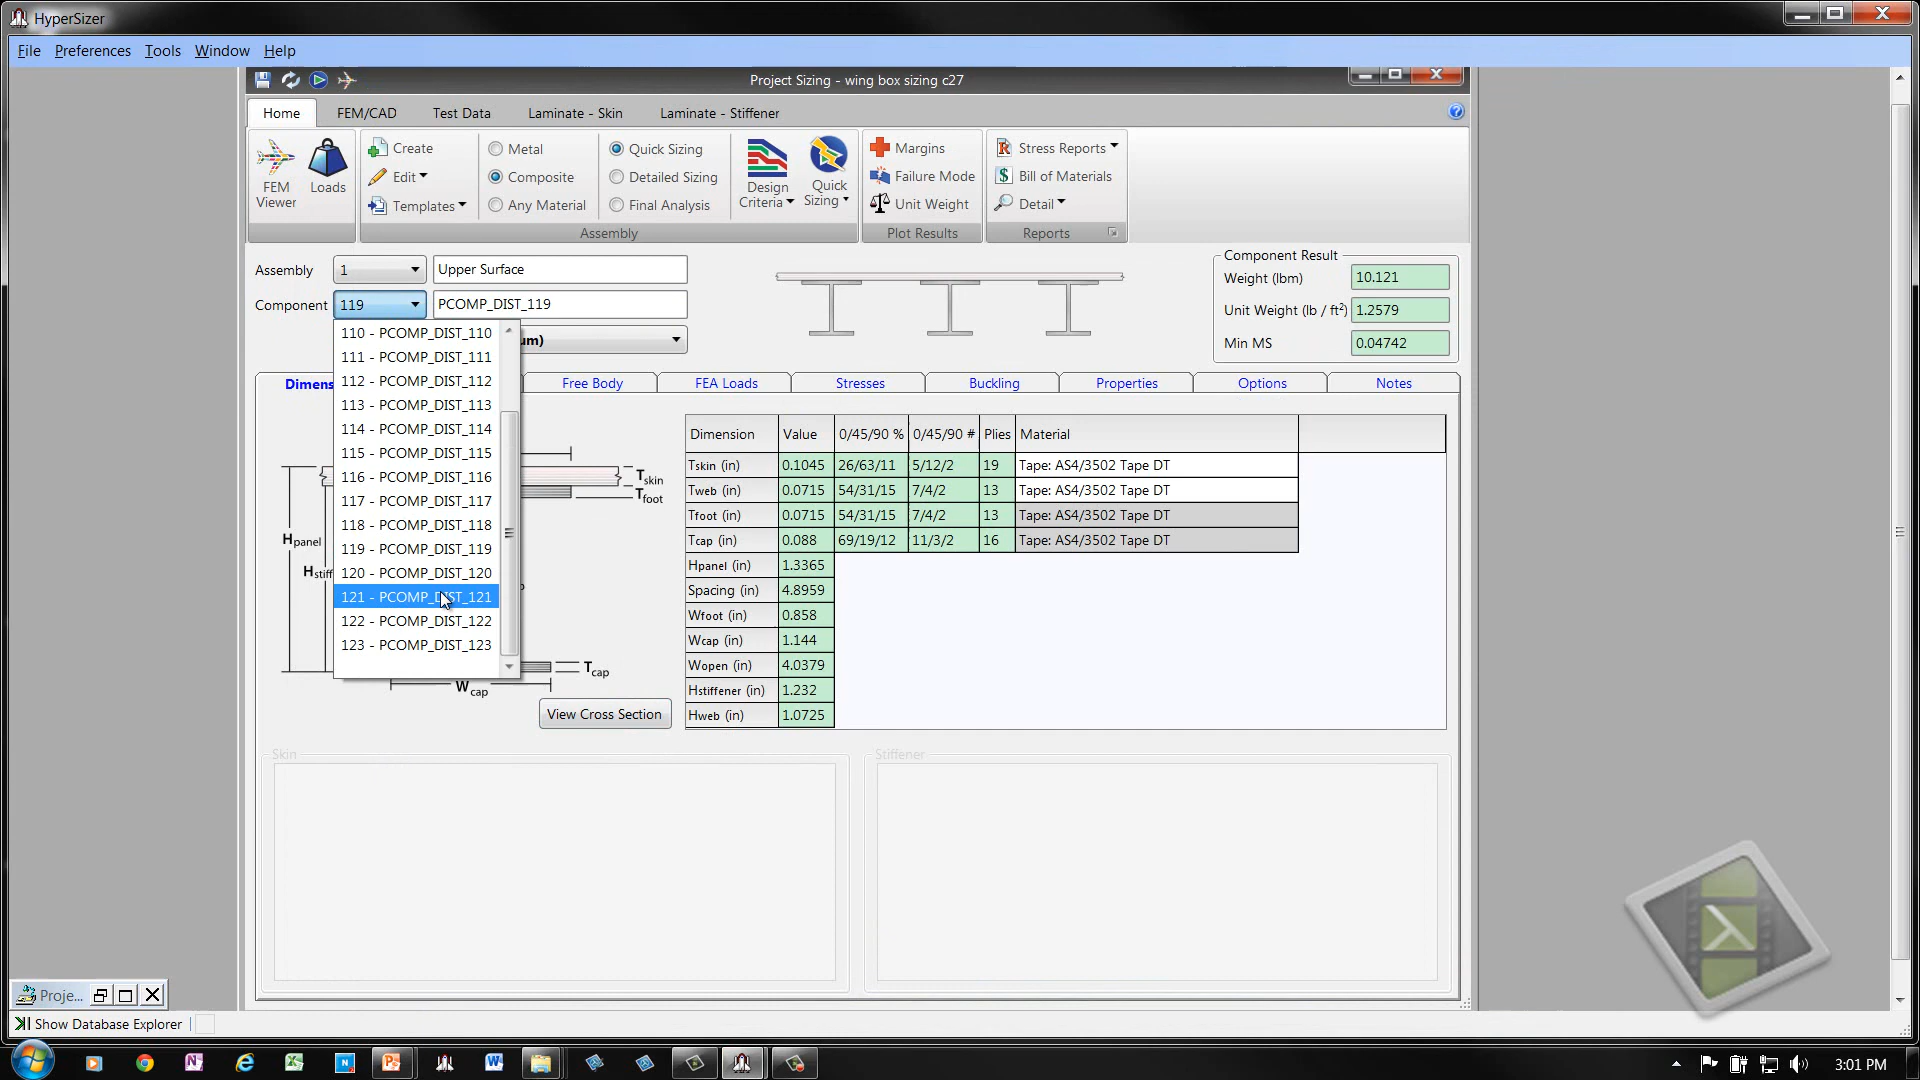 HyperSizer
File Preferences Tools Window Help
Project Sizing - wing box sizing c27
Home FEM/CAD Test Data Laminate - Skin Laminate - Stiffener
FEM Viewer
Loads
Create
Edit
Templates
Metal
Composite
Any Material
Quick Sizing
Detailed Sizing
Final Analysis
Design Criteria
Quick Sizing
Assembly
Margins
Failure Mode
Unit Weight
Plot Results
Stress Reports
Bill of Materials
Detail
Reports
Assembly 1 Upper Surface
Component 119 PCOMP_DIST_119
um)
Component Result
Weight (lbm) 10.121
Unit Weight (lb / ft²) 1.2579
Min MS 0.04742
110 - PCOMP_DIST_110
111 - PCOMP_DIST_111
112 - PCOMP_DIST_112
113 - PCOMP_DIST_113
114 - PCOMP_DIST_114
115 - PCOMP_DIST_115
116 - PCOMP_DIST_116
117 - PCOMP_DIST_117
118 - PCOMP_DIST_118
119 - PCOMP_DIST_119
120 - PCOMP_DIST_120
121 - PCOMP_DIST_121
122 - PCOMP_DIST_122
123 - PCOMP_DIST_123
Dimens Free Body FEA Loads Stresses Buckling Properties Options Notes
Tskin
Tfoot
Hpanel
Hstiff
Tcap
Wcap
View Cross Section
Dimension Value 0/45/90 % 0/45/90 # Plies Material
Tskin (in) 0.1045 26/63/11 5/12/2 19 Tape: AS4/3502 Tape DT
Tweb (in) 0.0715 54/31/15 7/4/2 13 Tape: AS4/3502 Tape DT
Tfoot (in) 0.0715 54/31/15 7/4/2 13 Tape: AS4/3502 Tape DT
Tcap (in) 0.088 69/19/12 11/3/2 16 Tape: AS4/3502 Tape DT
Hpanel (in) 1.3365
Spacing (in) 4.8959
Wfoot (in) 0.858
Wcap (in) 1.144
Wopen (in) 4.0379
Hstiffener (in) 1.232
Hweb (in) 1.0725
Skin
Stiffener
Proje...
Show Database Explorer
3:01 PM